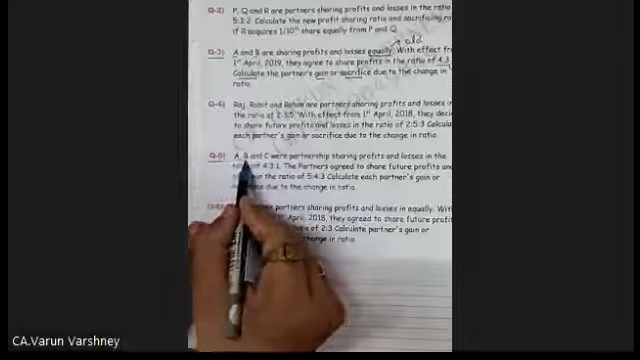 Q-2) P, Q and R are partners sharing profits and losses in the ratio
5:3:2. Calculate the new profit sharing ratio and sacrificing
if R acquires 1/10th share equally from P and Q.
old
Q-3) A and B are sharing profits and losses equally. With effect
1st April, 2019, they agree to share profits in the ratio of 4:3
Calculate the partner's gain or sacrifice due to the change in
ratio.
Q-4) Raj, Rohit and Rohan are partners sharing profits and losses in
the ratio of 2:3:5. With effect from 1st April, 2018, they
to share future profits and losses in the ratio of 2:5:3
each partner's gain or sacrifice due to the change in ratio.
Q-5) A, B and C were partnership sharing profits and losses in the
of 4:3:1. The Partners agreed to share future profits and
in the ratio of 5:4:3 Calculate each partner's gain or
due to the change in ratio.
partners sharing profits and losses in equally.
April, 2018, they agreed to share future
of 2:3 Calculate partner's gain or
change in ratio.
CA.Varun Varshney